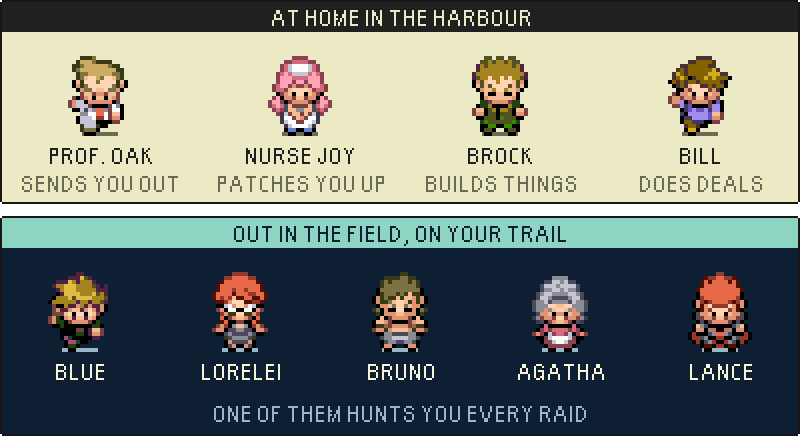 AT HOME IN THE HARBOUR
PROF. OAK
NURSE JOY
BROCK
BILL
SENDS YOU OUT
PATCHES YOU UP
BUILDS THINGS
DOES DEALS
OUT IN THE FIELD, ON YOUR TRAIL
BLUE
LORELEI
BRUNO
AGATHA
LANCE
ONE OF THEM HUNTS YOU EVERY RAID